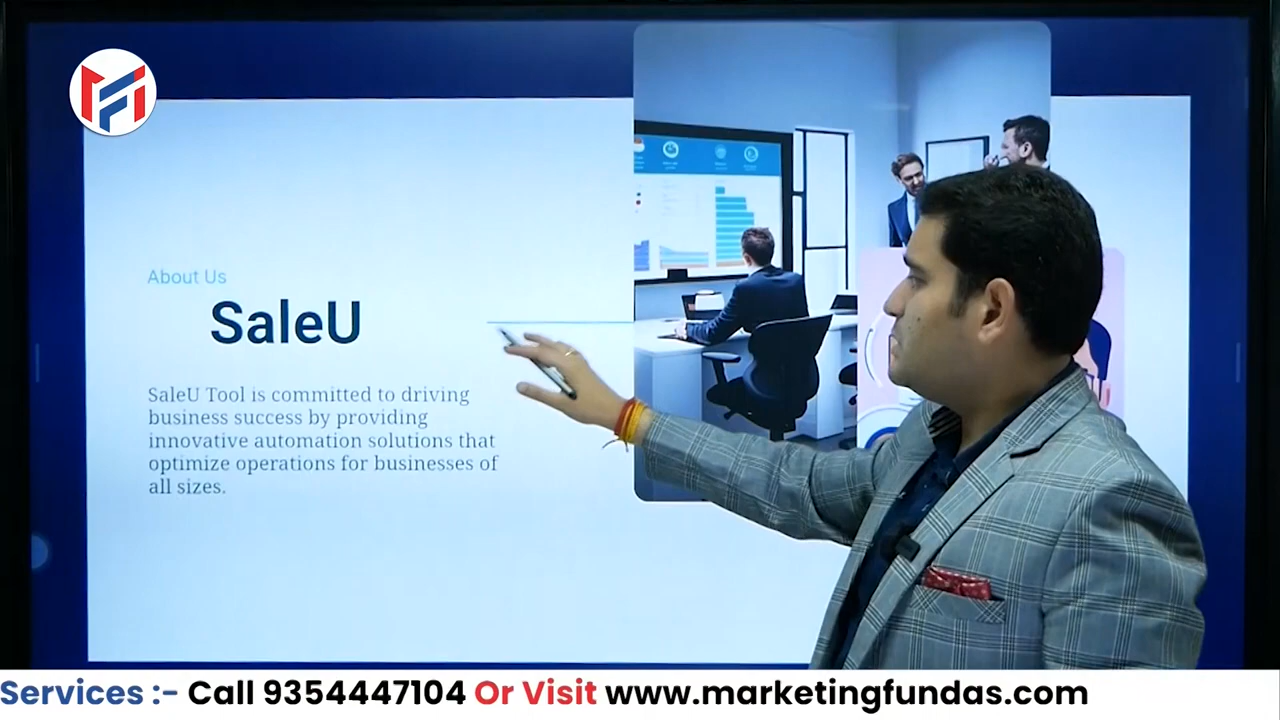 About Us
SaleU
SaleU Tool is committed to driving
business success by providing
innovative automation solutions that
optimize operations for businesses of
all sizes.
Services :- Call 9354447104 Or Visit www.marketingfundas.com